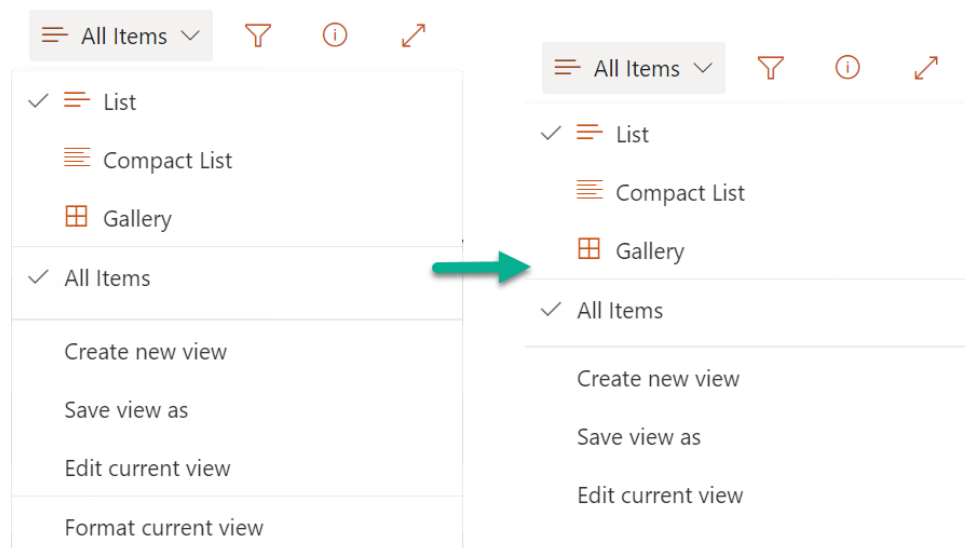 All Items
List
Compact List
Gallery
All Items
Create new view
Save view as
Edit current view
Format current view
All Items
List
Compact List
Gallery
All Items
Create new view
Save view as
Edit current view